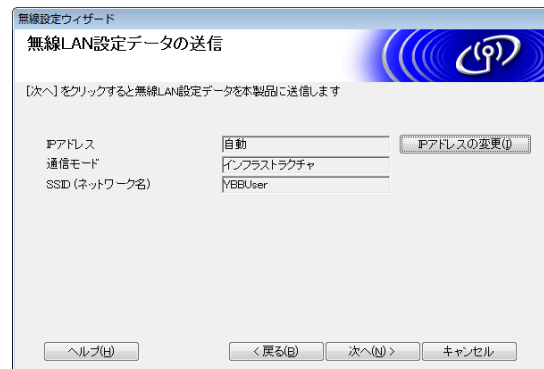 無線設定ウィザード
無線LAN設定データの送信
[次へ] をクリックすると無線LAN設定データを本製品に送信します
IPアドレス 自動 IPアドレスの変更(I)
通信モード インフラストラクチャ
SSID (ネットワーク名) YBBUser
ヘルプ(H) < 戻る(B) 次へ(N) > キャンセル